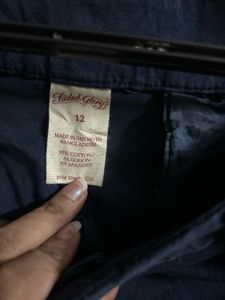 Faded Glory
12
MADE IN/HECHO EN
BANGLADESH
COTTON/
ALGODON
SPANDEX